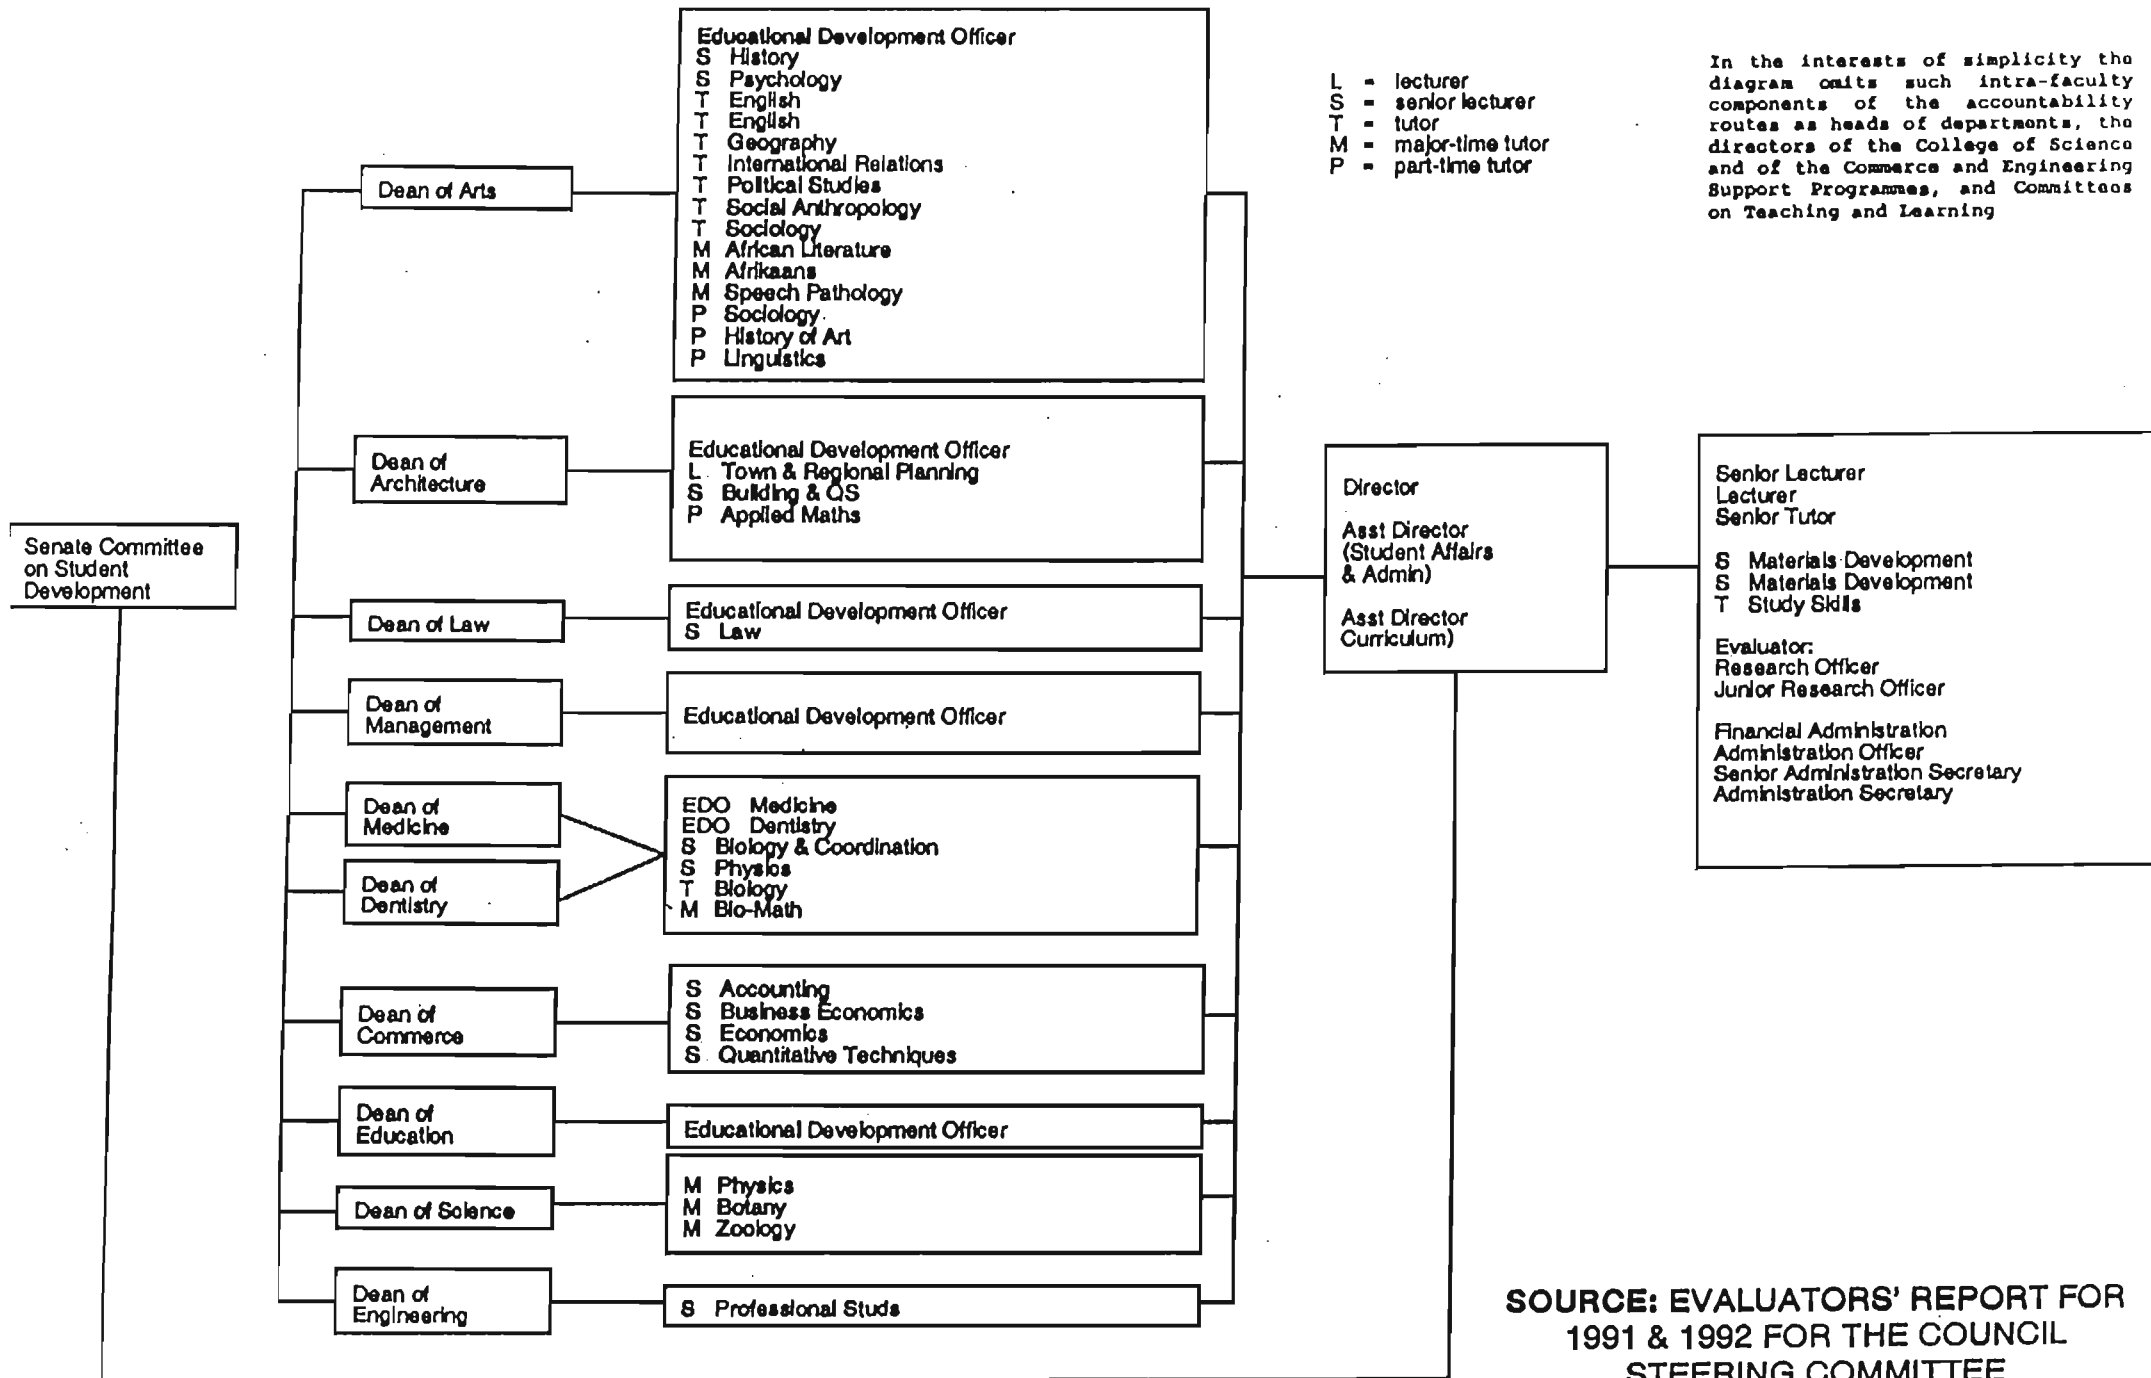 Educational Development Officer
S History
S Psychology
T English
T English
T Geography
T International Relations
T Political Studies
T Social Anthropology
T Sociology
M African Literature
M Afrikaans
M Speech Pathology
P Sociology
P History of Art
P Linguistics
L = lecturer
S = senior lecturer
T = tutor
M = major-time tutor
P = part-time tutor
In the interests of simplicity the
diagram omits such intra-faculty
components of the accountability
routes as heads of departments, the
directors of the College of Science
and of the Commerce and Engineering
Support Programmes, and Committees
on Teaching and Learning
Dean of Arts
Dean of
Architecture
Educational Development Officer
L Town & Regional Planning
S Building & QS
P Applied Maths
Senate Committee
on Student
Development
Dean of Law
Educational Development Officer
S Law
Dean of
Management
Educational Development Officer
Dean of
Medicine
Dean of
Dentistry
EDO Medicine
EDO Dentistry
S Biology & Coordination
S Physics
T Biology
M Bio-Math
Dean of
Commerce
S Accounting
S Business Economics
S Economics
S Quantitative Techniques
Dean of
Education
Educational Development Officer
Dean of Science
M Physics
M Botany
M Zoology
Dean of
Engineering
S Professional Studs
Director
Asst Director
(Student Affairs
& Admin)
Asst Director
Curriculum)
Senior Lecturer
Lecturer
Senior Tutor
S Materials Development
S Materials Development
T Study Skills
Evaluator:
Research Officer
Junior Research Officer
Financial Administration
Administration Officer
Senior Administration Secretary
Administration Secretary
SOURCE: EVALUATORS' REPORT FOR
1991 & 1992 FOR THE COUNCIL
STEERING COMMITTEE